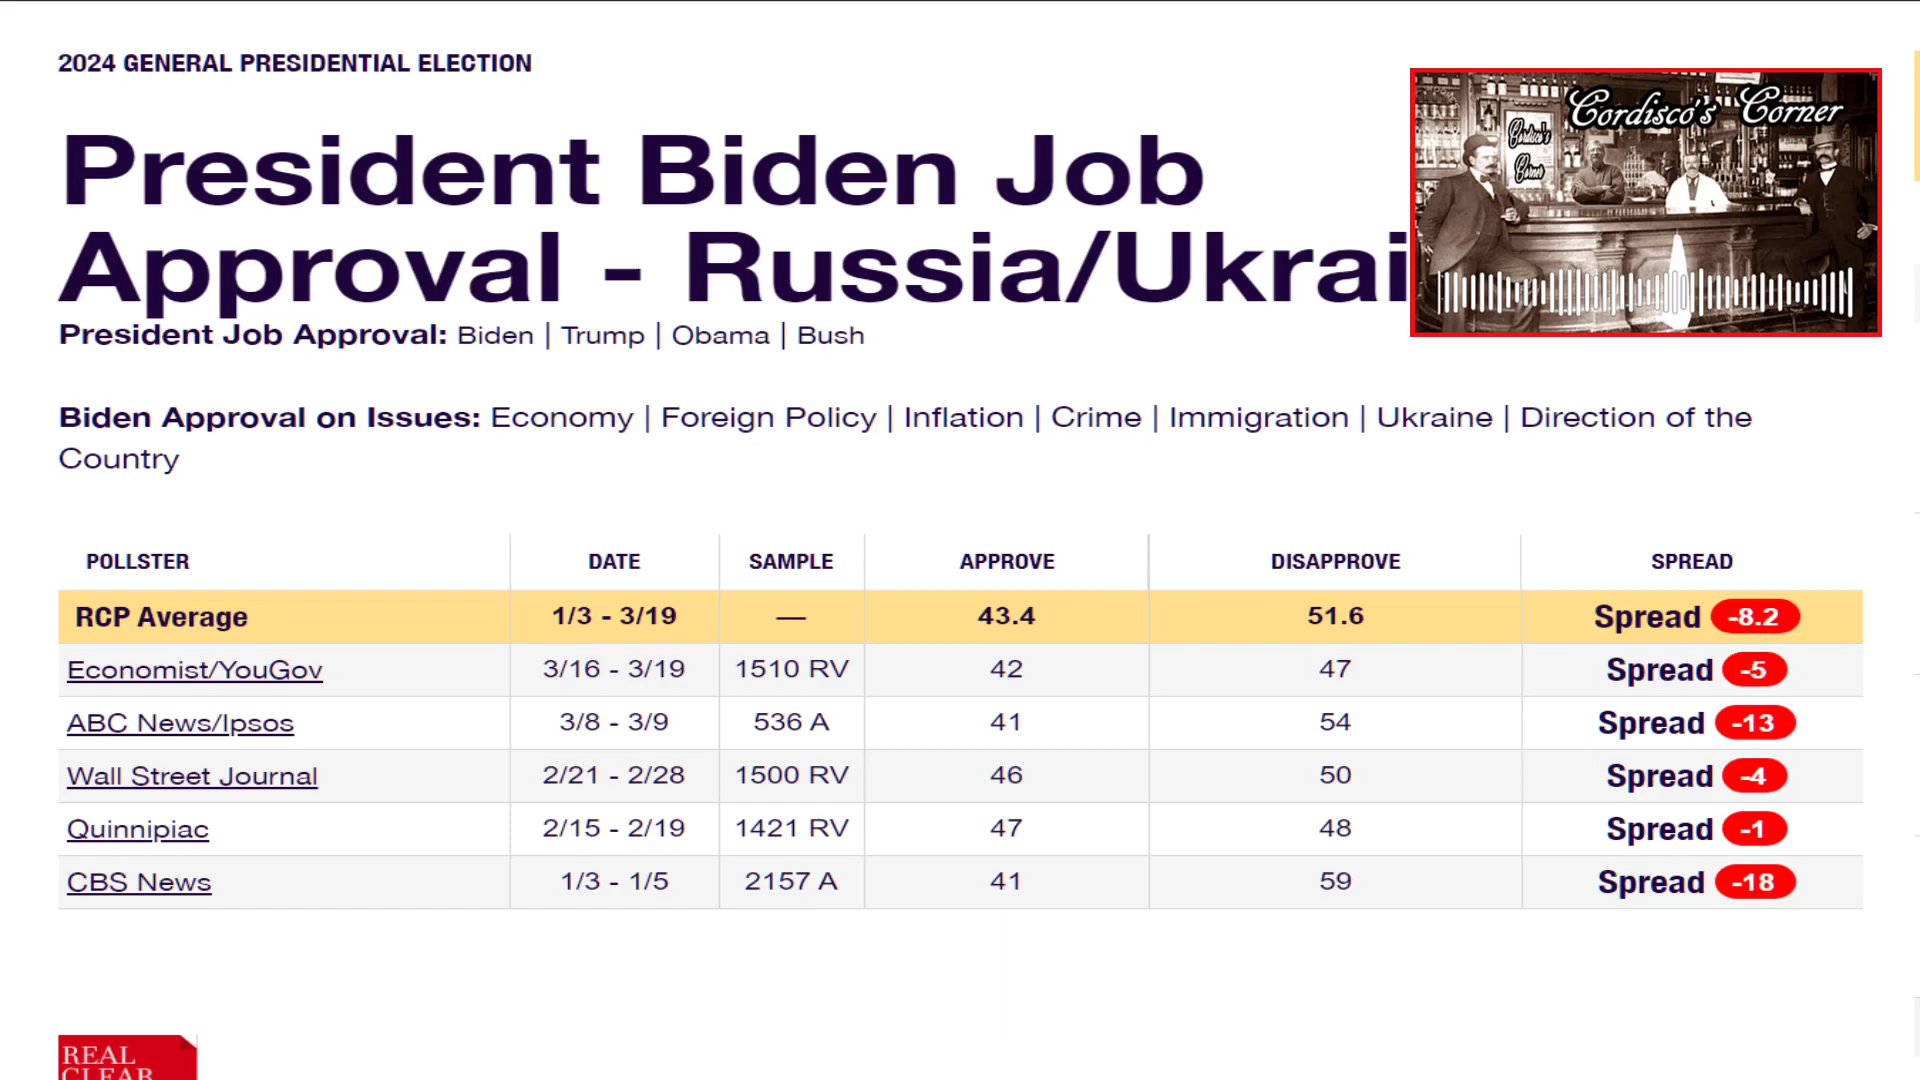 2024 GENERAL PRESIDENTIAL ELECTION
President Biden Job
Approval - Russia/Ukrai
Cordisco's Corner
Cordisco's
Corner
President Job Approval: Biden | Trump | Obama | Bush
Biden Approval on Issues: Economy | Foreign Policy | Inflation | Crime | Immigration | Ukraine | Direction of the
Country
POLLSTER DATE SAMPLE APPROVE DISAPPROVE SPREAD
RCP Average 1/3 - 3/19 — 43.4 51.6 Spread -8.2
Economist/YouGov 3/16 - 3/19 1510 RV 42 47 Spread -5
ABC News/Ipsos 3/8 - 3/9 536 A 41 54 Spread -13
Wall Street Journal 2/21 - 2/28 1500 RV 46 50 Spread -4
Quinnipiac 2/15 - 2/19 1421 RV 47 48 Spread -1
CBS News 1/3 - 1/5 2157 A 41 59 Spread -18
REAL
CLEAR